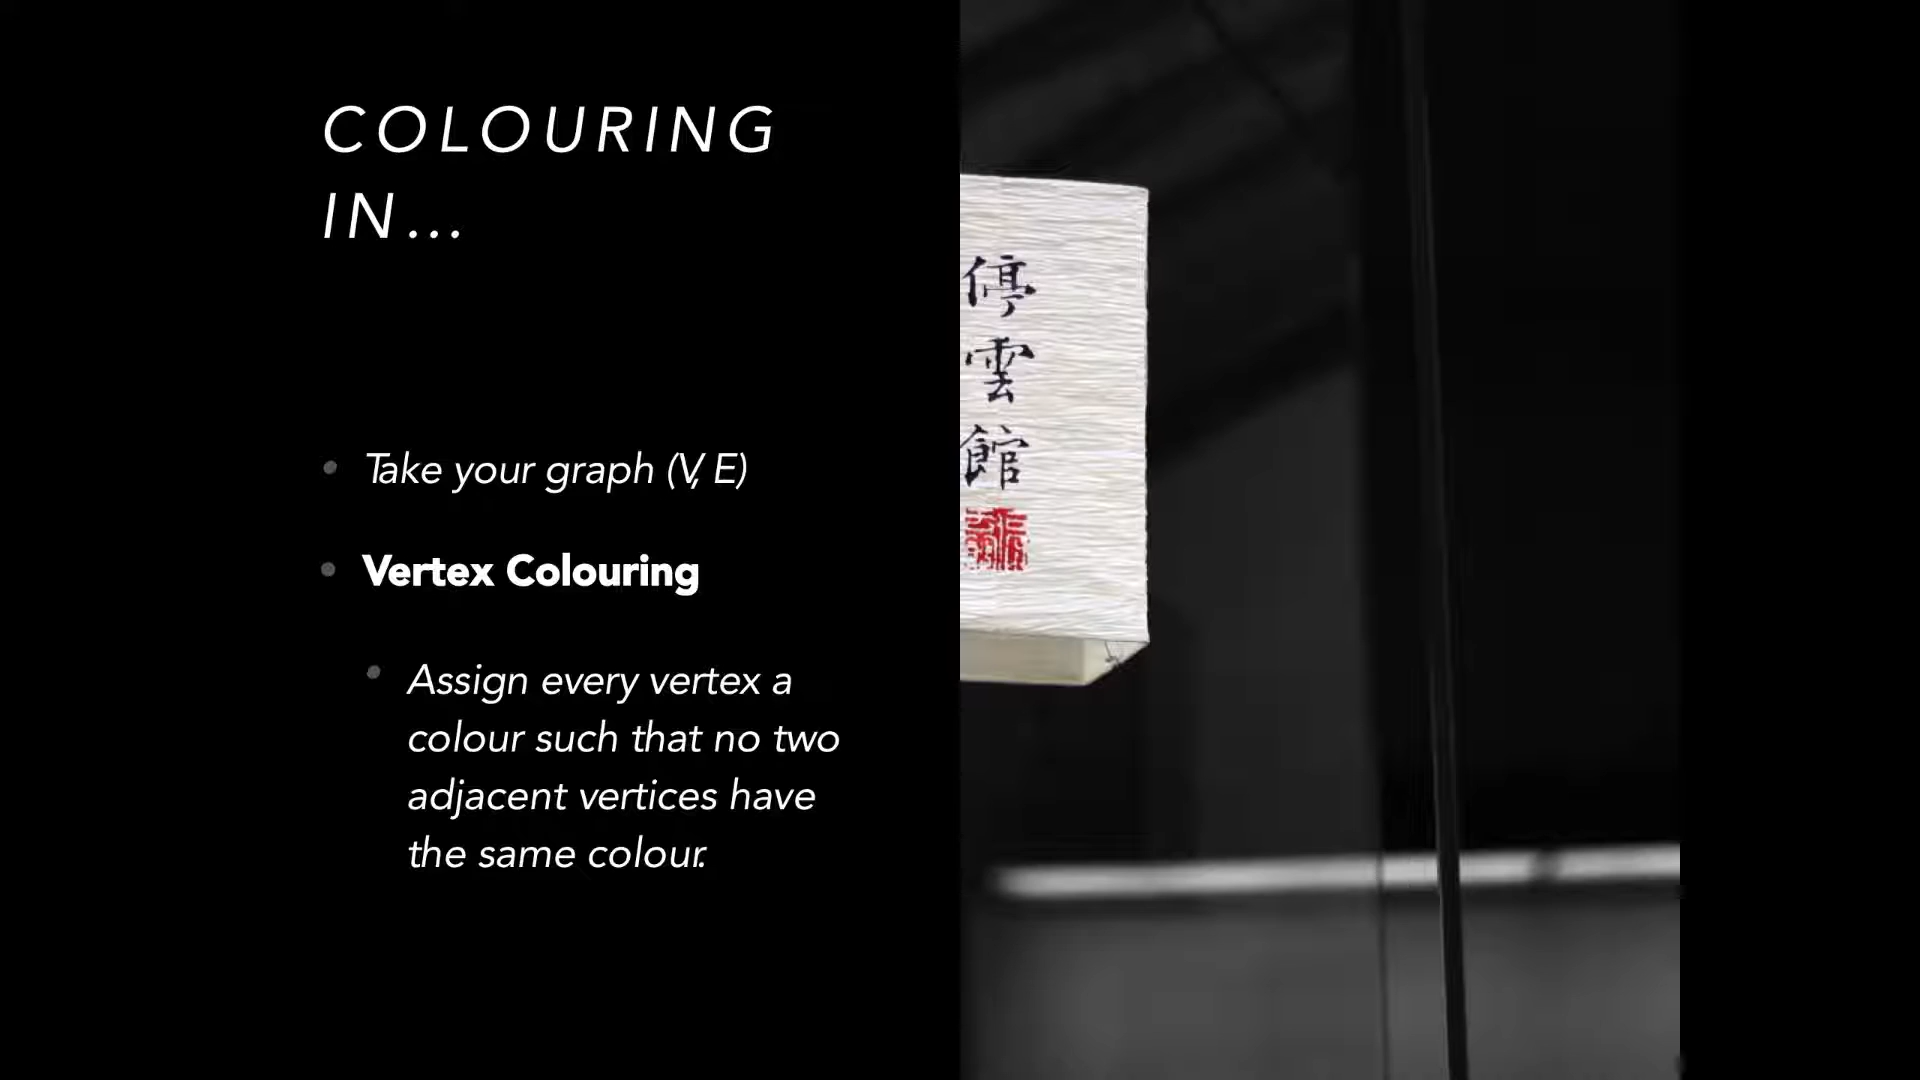 COLOURING
IN...
Take your graph (V, E)
Vertex Colouring
Assign every vertex a
colour such that no two
adjacent vertices have
the same colour.
停
雲
館